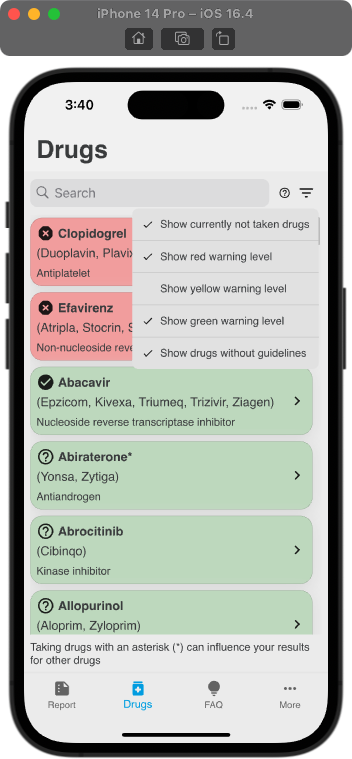 iPhone 14 Pro – iOS 16.4
3:40
Drugs
Search
Show currently not taken drugs
Show red warning level
Show yellow warning level
Show green warning level
Show drugs without guidelines
Clopidogrel
(Duoplavin, Plavix
Antiplatelet
Efavirenz
(Atripla, Stocrin, S
Non-nucleoside reve
Abacavir
(Epzicom, Kivexa, Triumeq, Trizivir, Ziagen)
Nucleoside reverse transcriptase inhibitor
Abiraterone*
(Yonsa, Zytiga)
Antiandrogen
Abrocitinib
(Cibinqo)
Kinase inhibitor
Allopurinol
(Aloprim, Zyloprim)
Taking drugs with an asterisk (*) can influence your results
for other drugs
Report
Drugs
FAQ
More